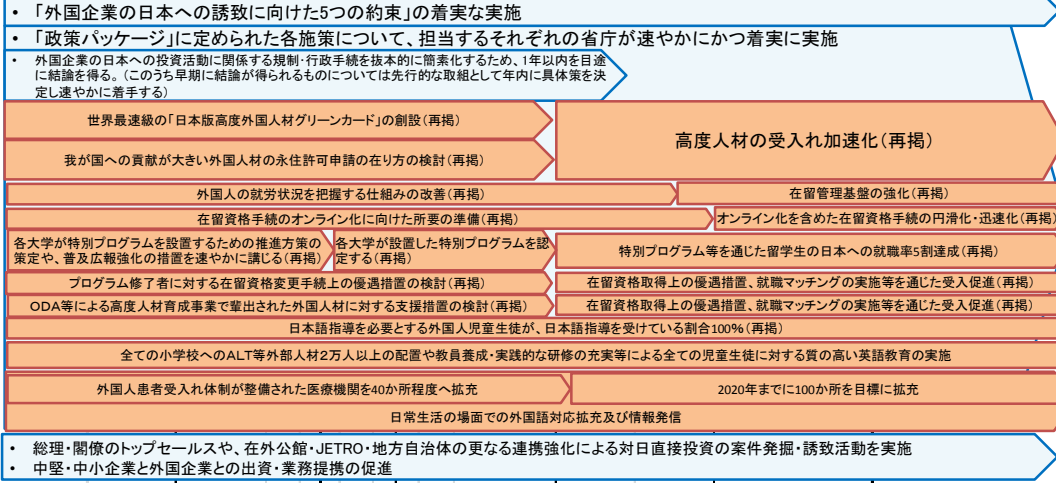 • 「外国企業の日本への誘致に向けた5つの約束」の着実な実施
• 「政策パッケージ」に定められた各施策について、担当するそれぞれの省庁が速やかにかつ着実に実施
• 外国企業の日本への投資活動に関係する規制・行政手続を抜本的に簡素化するため、1年以内を目途
に結論を得る。(このうち早期に結論が得られるものについては先行的な取組として年内に具体策を決
定し速やかに着手する)
世界最速級の「日本版高度外国人材グリーンカード」の創設(再掲)
高度人材の受入れ加速化(再掲)
我が国への貢献が大きい外国人材の永住許可申請の在り方の検討(再掲)
外国人の就労状況を把握する仕組みの改善(再掲)
在留管理基盤の強化(再掲)
在留資格手続のオンライン化に向けた所要の準備(再掲)
オンライン化を含めた在留資格手続の円滑化・迅速化(再掲)
各大学が特別プログラムを設置するための推進方策の
策定や、普及広報強化の措置を速やかに講じる(再掲)
各大学が設置した特別プログラムを認
定する(再掲)
特別プログラム等を通じた留学生の日本への就職率5割達成(再掲)
プログラム修了者に対する在留資格変更手続上の優遇措置の検討(再掲)
在留資格取得上の優遇措置、就職マッチングの実施等を通じた受入促進(再掲)
ODA等による高度人材育成事業で輩出された外国人材に対する支援措置の検討(再掲)
在留資格取得上の優遇措置、就職マッチングの実施等を通じた受入促進(再掲)
日本語指導を必要とする外国人児童生徒が、日本語指導を受けている割合100%(再掲)
全ての小学校へのALT等外部人材2万人以上の配置や教員養成・実践的な研修の充実等による全ての児童生徒に対する質の高い英語教育の実施
外国人患者受入れ体制が整備された医療機関を40か所程度へ拡充
2020年までに100か所を目標に拡充
日常生活の場面での外国語対応拡充及び情報発信
• 総理・閣僚のトップセールスや、在外公館・JETRO・地方自治体の更なる連携強化による対日直接投資の案件発掘・誘致活動を実施
• 中堅・中小企業と外国企業との出資・業務提携の促進